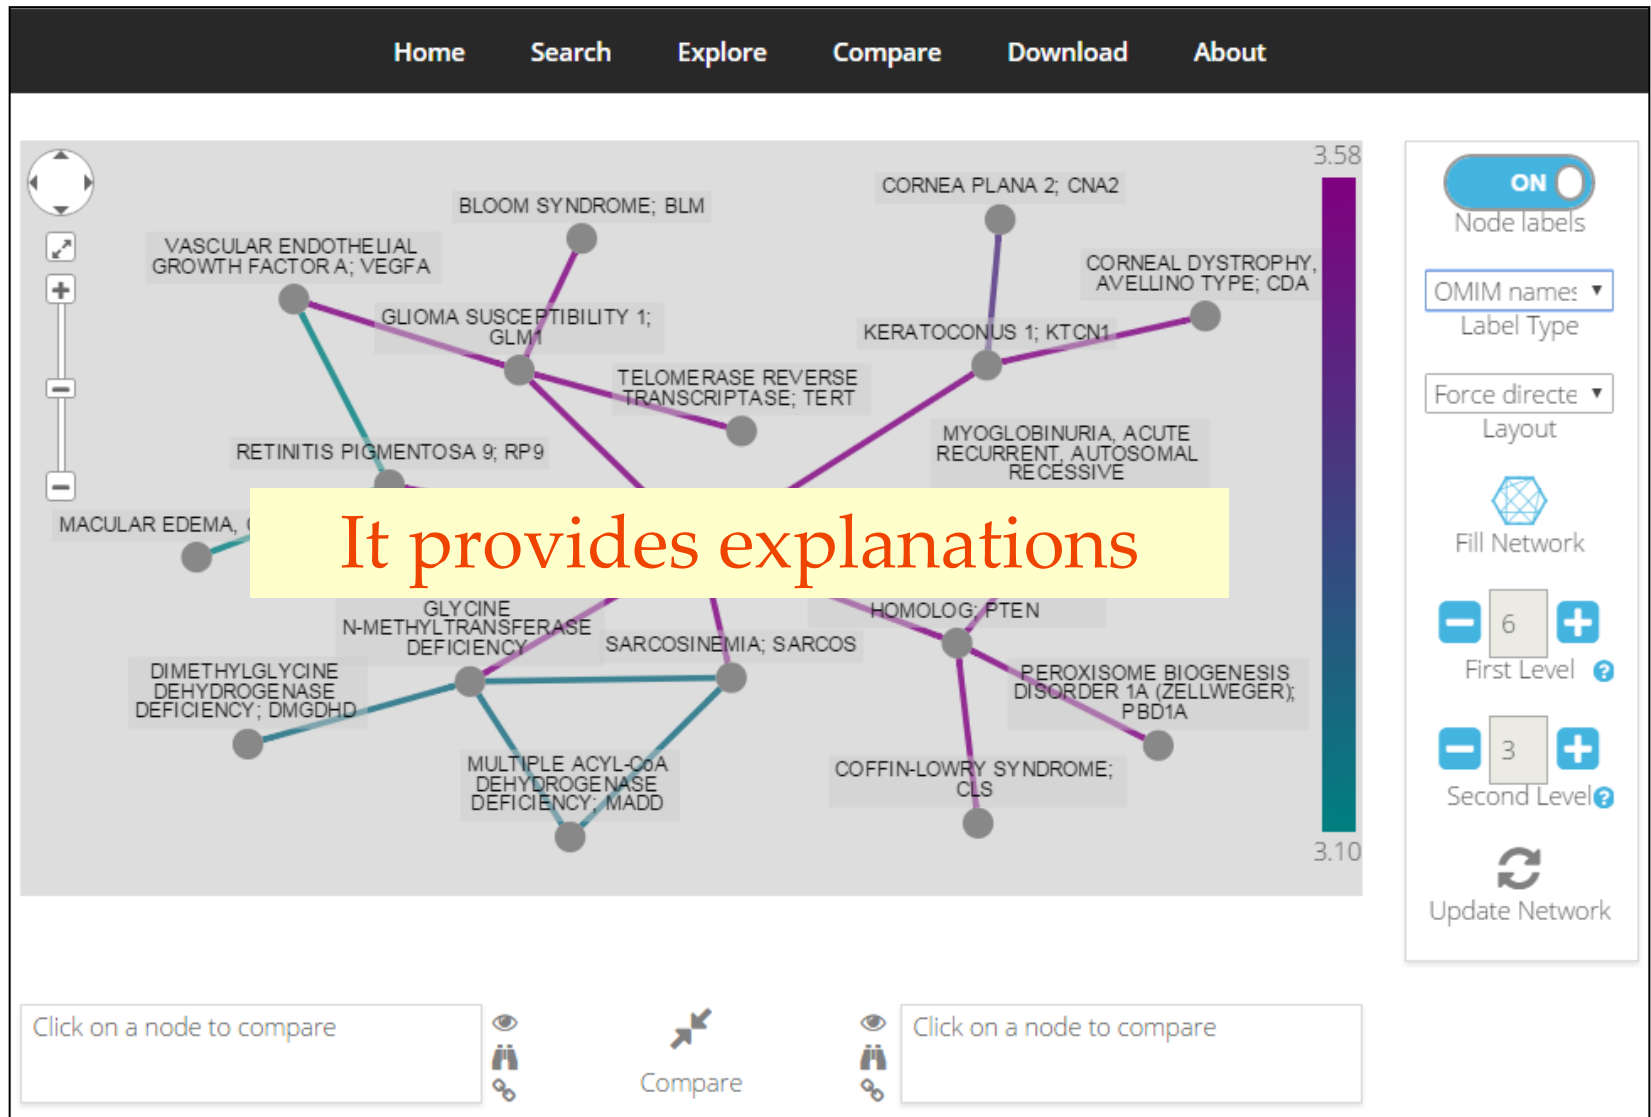 Home Search Explore Compare Download About
3.58
ON
Node labels
CORNEA PLANA 2; CNA2
BLOOM SYNDROME; BLM
VASCULAR ENDOTHELIAL
GROWTH FACTOR A; VEGFA
CORNEAL DYSTROPHY,
AVELLINO TYPE; CDA
OMIM names
Label Type
GLIOMA SUSCEPTIBILITY 1;
GLM1
KERATOCONUS 1; KTCN1
TELOMERASE REVERSE
TRANSCRIPTASE; TERT
Force directe
Layout
RETINITIS PIGMENTOSA 9; RP9
MYOGLOBINURIA, ACUTE
RECURRENT, AUTOSOMAL
RECESSIVE
MACULAR EDEMA,
It provides explanations
Fill Network
GLYCINE
N-METHYLTRANSFERASE
DEFICIENCY
SARCOSINEMIA; SARCOS
HOMOLOG; PTEN
6
First Level
DIMETHYLGLYCINE
DEHYDROGENASE
DEFICIENCY; DMGDHD
PEROXISOME BIOGENESIS
DISORDER 1A (ZELLWEGER);
PBD1A
MULTIPLE ACYL-CoA
DEHYDROGENASE
DEFICIENCY; MADD
COFFIN-LOWRY SYNDROME;
CLS
3
Second Level
3.10
Update Network
Click on a node to compare
Compare
Click on a node to compare